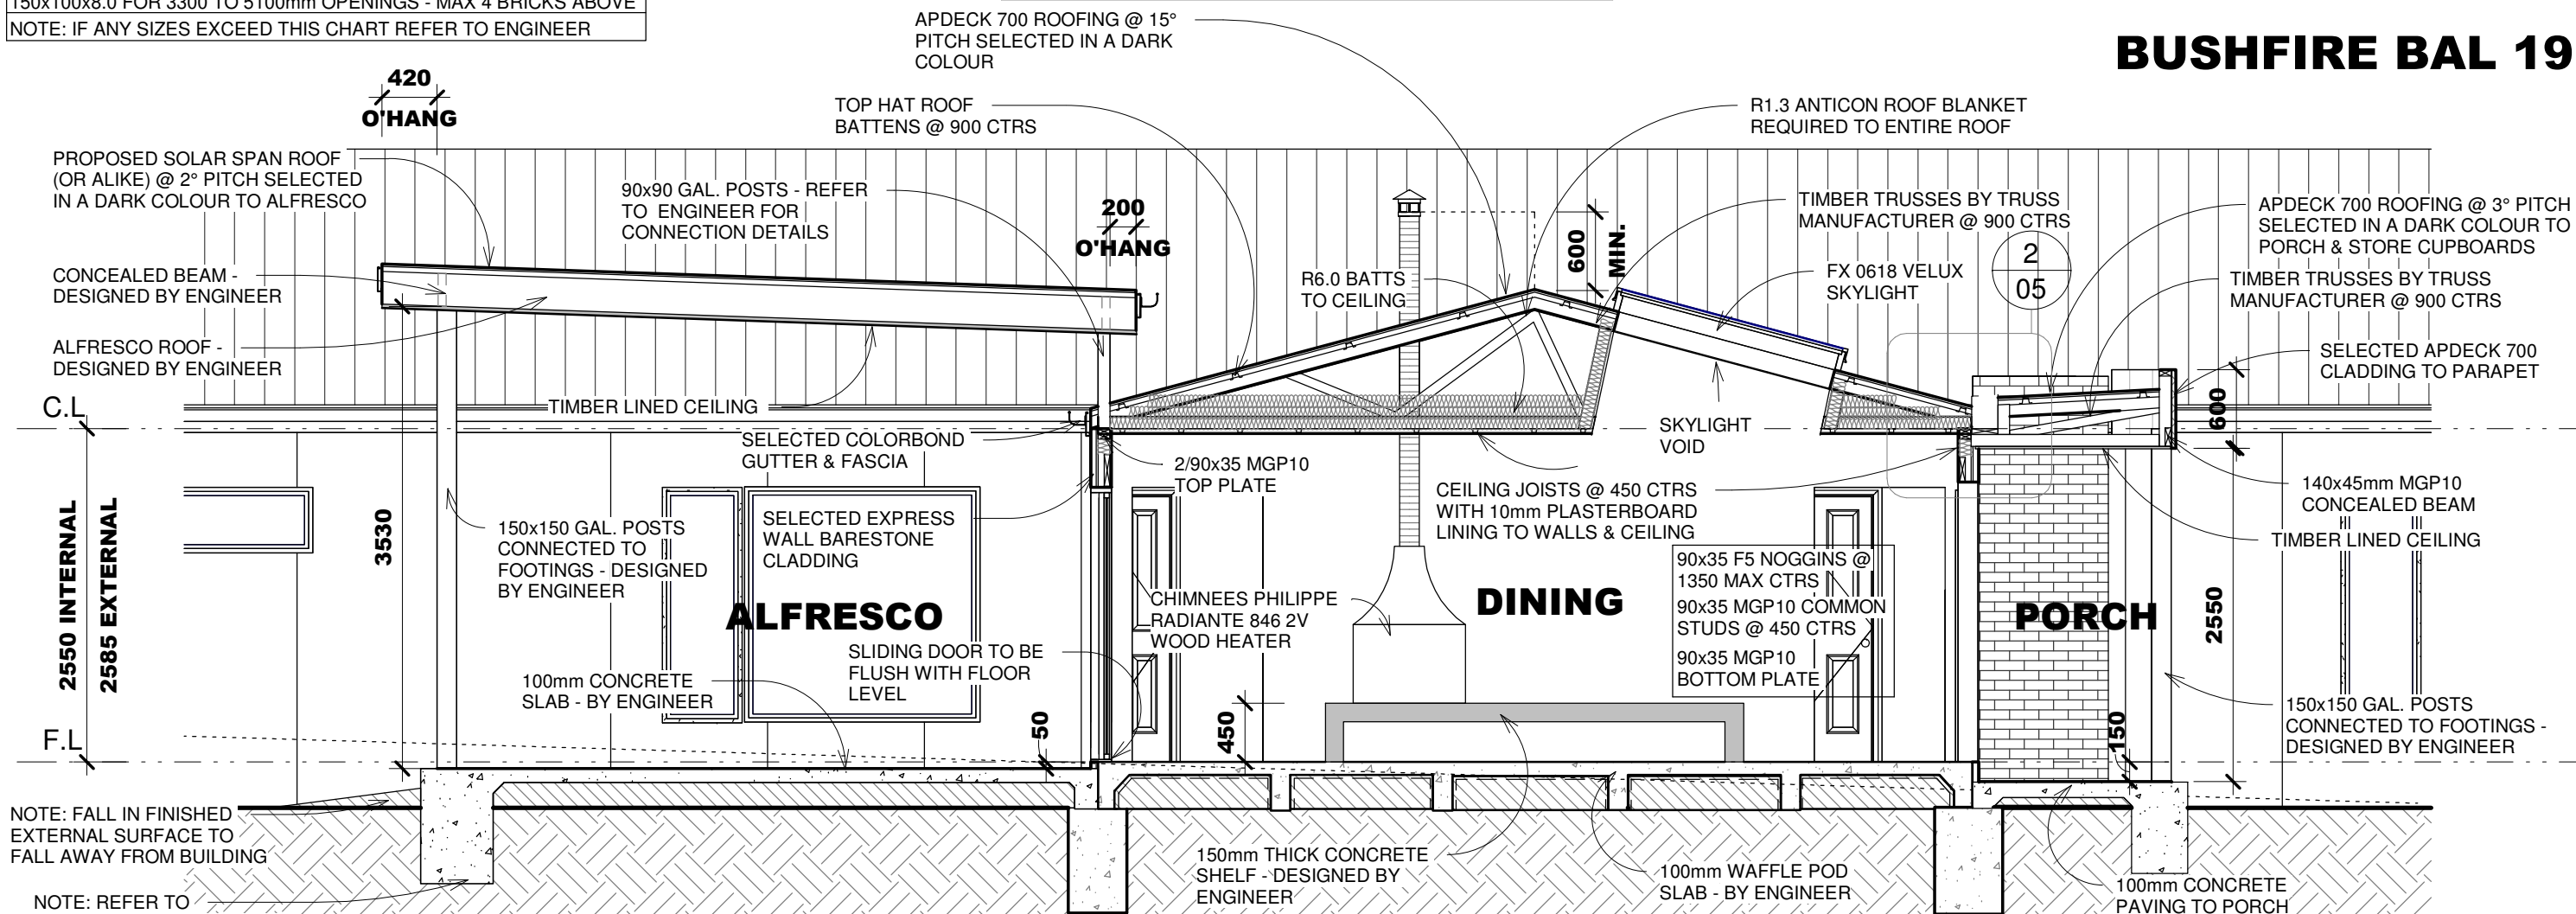 150x100x8.0 FOR 3300 TO 5100mm OPENINGS - MAX 4 BRICKS ABOVE
NOTE: IF ANY SIZES EXCEED THIS CHART REFER TO ENGINEER
BUSHFIRE BAL 19
APDECK 700 ROOFING @ 15°
PITCH SELECTED IN A DARK
COLOUR
420
O'HANG
TOP HAT ROOF
BATTENS @ 900 CTRS
R1.3 ANTICON ROOF BLANKET
REQUIRED TO ENTIRE ROOF
PROPOSED SOLAR SPAN ROOF
(OR ALIKE) @ 2° PITCH SELECTED
IN A DARK COLOUR TO ALFRESCO
90x90 GAL. POSTS - REFER
TO ENGINEER FOR
CONNECTION DETAILS
200
O'HANG
600
MIN.
TIMBER TRUSSES BY TRUSS
MANUFACTURER @ 900 CTRS
2
05
APDECK 700 ROOFING @ 3° PITCH
SELECTED IN A DARK COLOUR TO
PORCH & STORE CUPBOARDS
CONCEALED BEAM -
DESIGNED BY ENGINEER
R6.0 BATTS
TO CEILING
FX 0618 VELUX
SKYLIGHT
TIMBER TRUSSES BY TRUSS
MANUFACTURER @ 900 CTRS
ALFRESCO ROOF -
DESIGNED BY ENGINEER
SELECTED APDECK 700
CLADDING TO PARAPET
C.L
TIMBER LINED CEILING
600
SELECTED COLORBOND
GUTTER & FASCIA
SKYLIGHT
VOID
2/90x35 MGP10
TOP PLATE
CEILING JOISTS @ 450 CTRS
WITH 10mm PLASTERBOARD
LINING TO WALLS & CEILING
140x45mm MGP10
CONCEALED BEAM
TIMBER LINED CEILING
2550 INTERNAL
2585 EXTERNAL
3530
150x150 GAL. POSTS
CONNECTED TO
FOOTINGS - DESIGNED
BY ENGINEER
SELECTED EXPRESS
WALL BARESTONE
CLADDING
90x35 F5 NOGGINS @
1350 MAX CTRS
90x35 MGP10 COMMON
STUDS @ 450 CTRS
90x35 MGP10
BOTTOM PLATE
ALFRESCO
CHIMNEES PHILIPPE
RADIANTE 846 2V
WOOD HEATER
DINING
PORCH
2550
SLIDING DOOR TO BE
FLUSH WITH FLOOR
LEVEL
100mm CONCRETE
SLAB - BY ENGINEER
50
450
150
150x150 GAL. POSTS
CONNECTED TO FOOTINGS -
DESIGNED BY ENGINEER
F.L
NOTE: FALL IN FINISHED
EXTERNAL SURFACE TO
FALL AWAY FROM BUILDING
150mm THICK CONCRETE
SHELF - DESIGNED BY
ENGINEER
100mm WAFFLE POD
SLAB - BY ENGINEER
100mm CONCRETE
PAVING TO PORCH
NOTE: REFER TO